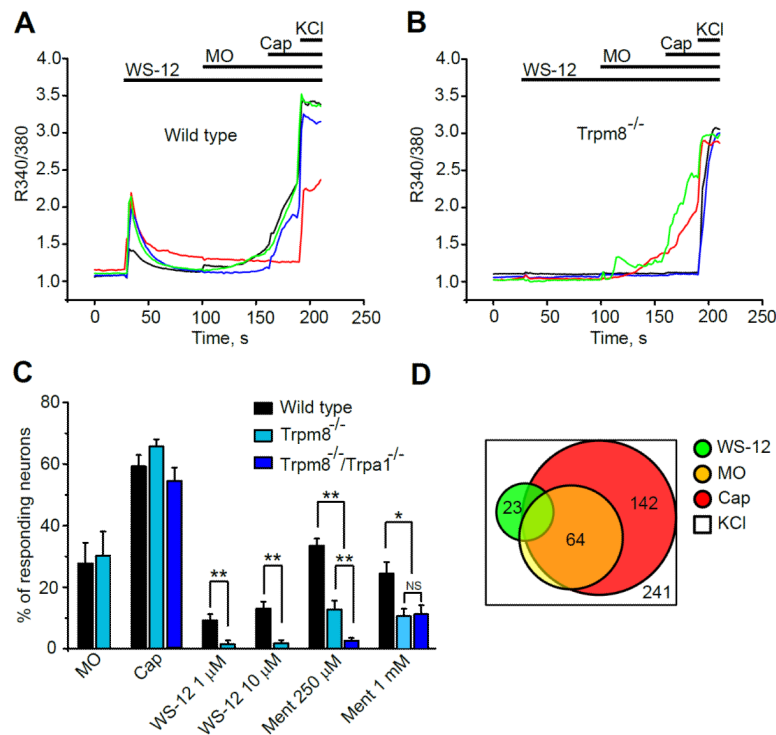 A
KCl
Cap
MO
WS-12
4.0
3.5
3.0
2.5
2.0
1.5
1.0
R340/380
Wild type
0 50 100 150 200 250
Time, s
B
KCl
Cap
MO
WS-12
4.0
3.5
3.0
2.5
2.0
1.5
1.0
R340/380
Trpm8-/-
0 50 100 150 200 250
Time, s
C
80
60
40
20
0
% of responding neurons
Wild type
Trpm8-/-
Trpm8-/-/Trpa1-/-
**
**
**
**
*
NS
MO
Cap
WS-12 1 µM
WS-12 10 µM
Ment 250 µM
Ment 1 mM
D
23
142
64
241
WS-12
MO
Cap
KCl